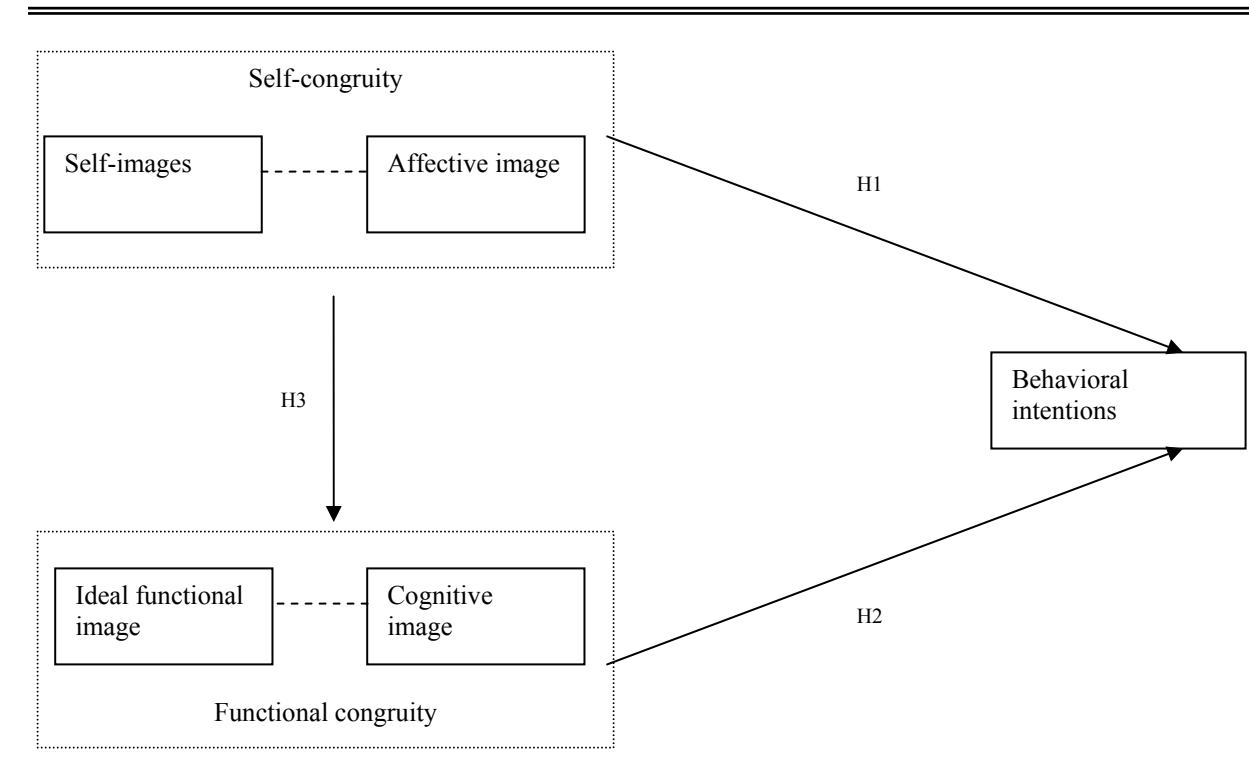 Self-congruity
Self-images
Affective image
H1
H3
Behavioral
intentions
Ideal functional
image
Cognitive
image
H2
Functional congruity